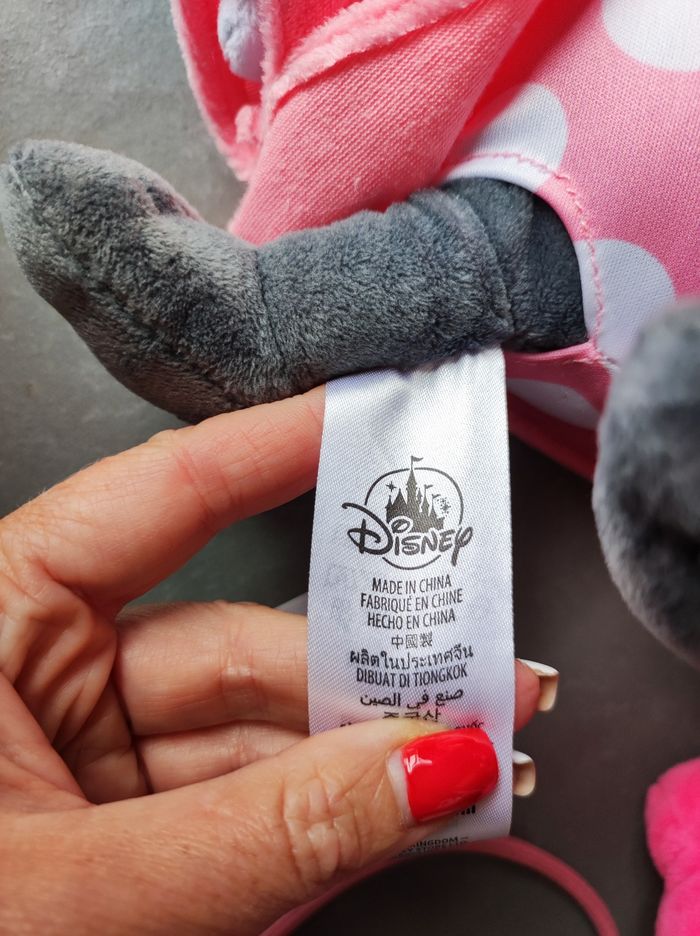 Disney
MADE IN CHINA
FABRIQUÉ EN CHINE
HECHO EN CHINA
中國製
ผลิตในประเทศจีน
DIBUAT DI TIONGKOK
صنع في الصين